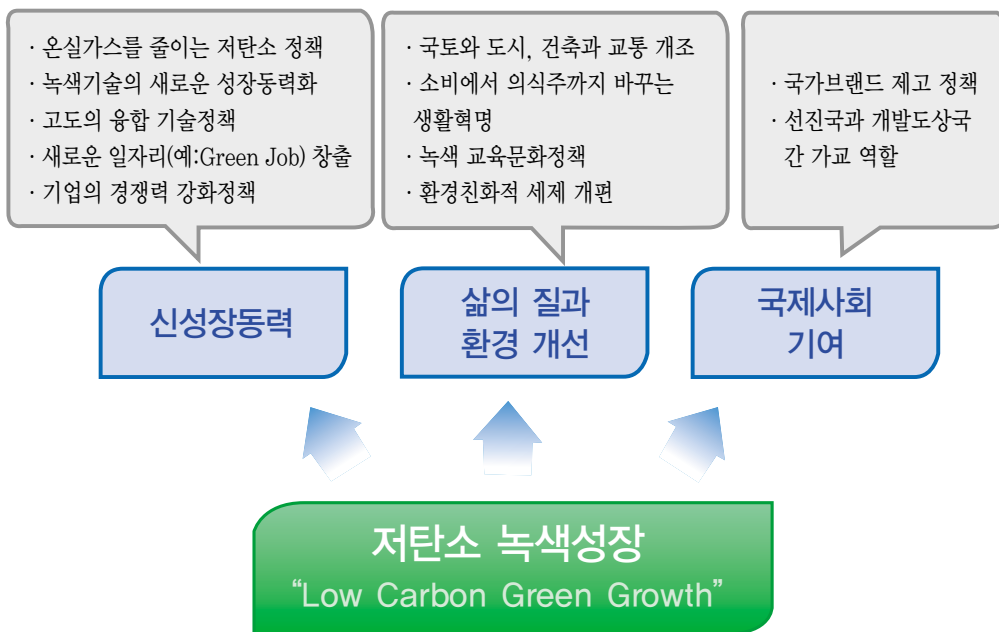 · 온실가스를 줄이는 저탄소 정책
· 녹색기술의 새로운 성장동력화
· 고도의 융합 기술정책
· 새로운 일자리(예:Green Job) 창출
· 기업의 경쟁력 강화정책
· 국토와 도시, 건축과 교통 개조
· 소비에서 의식주까지 바꾸는
생활혁명
· 녹색 교육문화정책
· 환경친화적 세제 개편
· 국가브랜드 제고 정책
· 선진국과 개발도상국
간 가교 역할
신성장동력
삶의 질과
환경 개선
국제사회
기여
저탄소 녹색성장
“Low Carbon Green Growth”